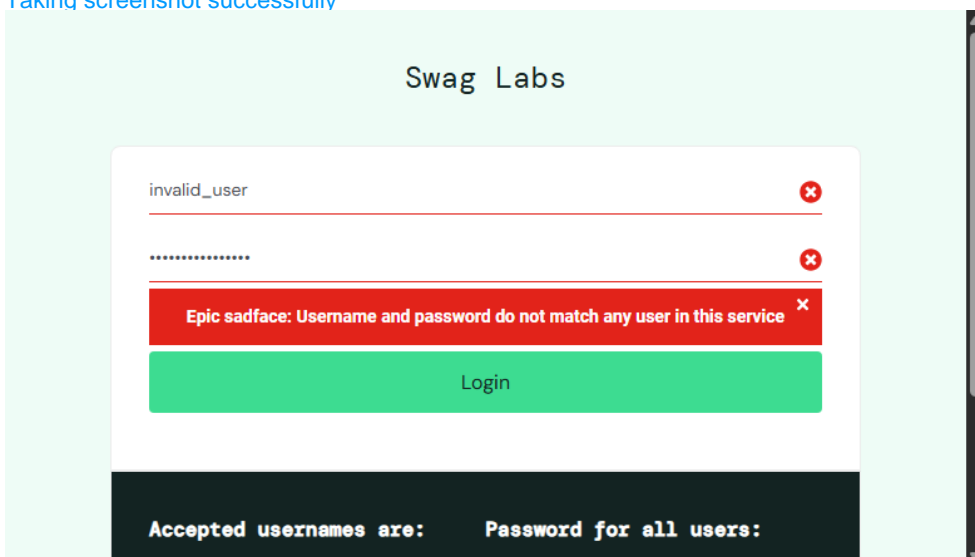 Taking screenshot successfully
Swag Labs
invalid_user
••••••••••••••••
Epic sadface: Username and password do not match any user in this service
Login
Accepted usernames are: Password for all users: